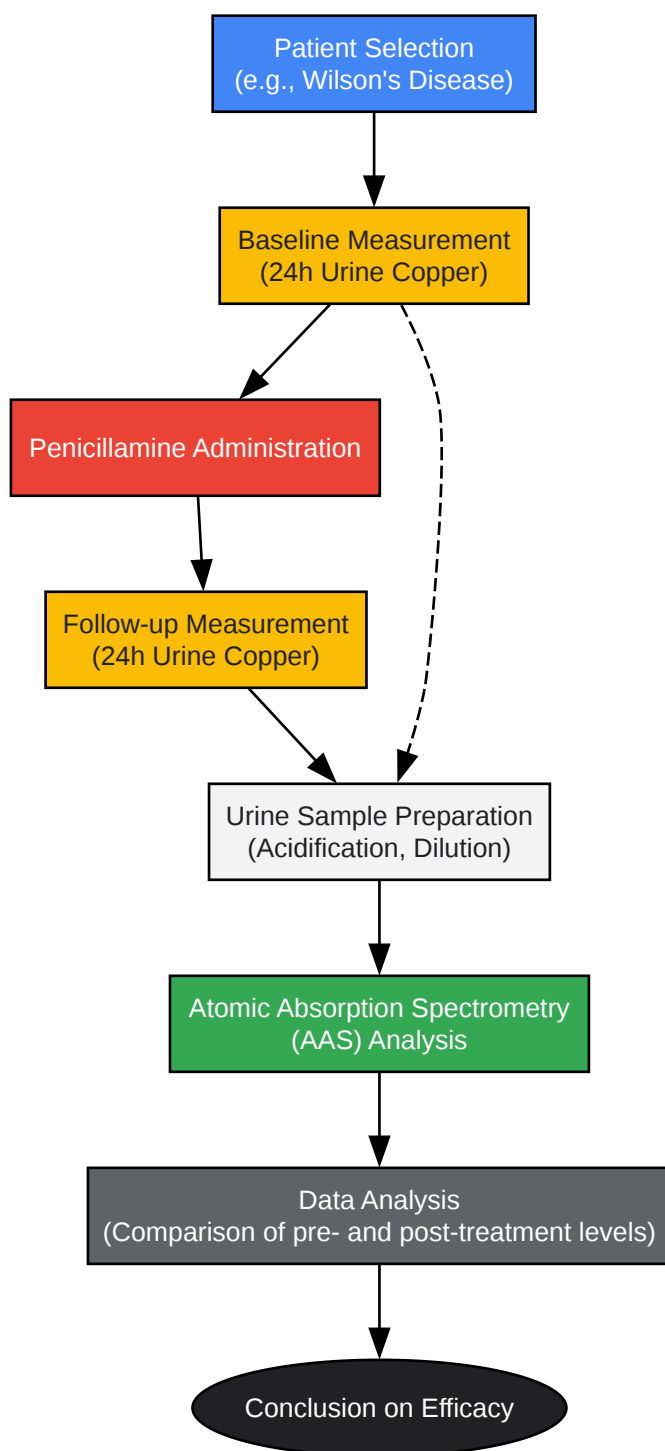 Patient Selection
(e.g., Wilson's Disease)
Baseline Measurement
(24h Urine Copper)
Penicillamine Administration
Follow-up Measurement
(24h Urine Copper)
Urine Sample Preparation
(Acidification, Dilution)
Atomic Absorption Spectrometry
(AAS) Analysis
Data Analysis
(Comparison of pre- and post-treatment levels)
Conclusion on Efficacy